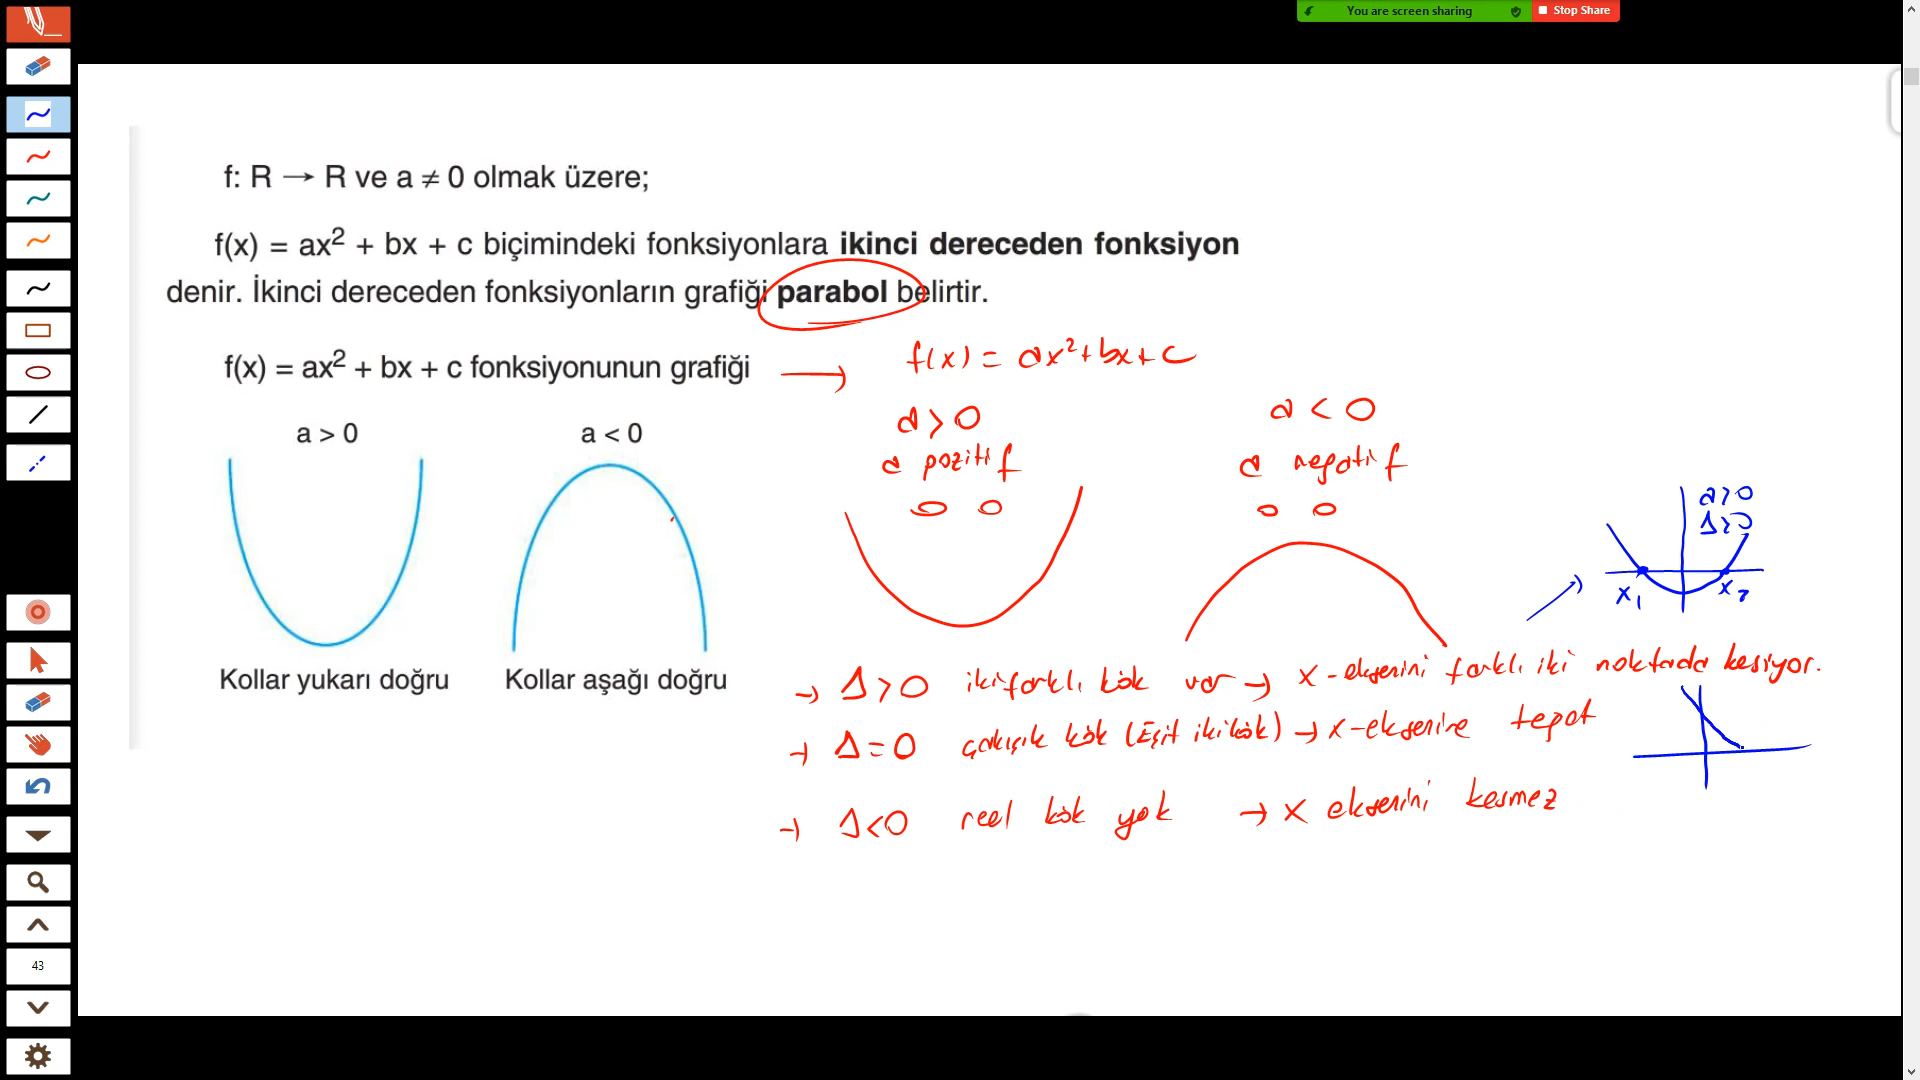 You are screen sharing
Stop Share
f: R → R ve a ≠ 0 olmak üzere;
f(x) = ax² + bx + c biçimindeki fonksiyonlara ikinci dereceden fonksiyon
denir. İkinci dereceden fonksiyonların grafiği parabol belirtir.
f(x) = ax² + bx + c fonksiyonunun grafiği
→ f(x) = ax²+bx+c
a > 0
a < 0
Kollar yukarı doğru
Kollar aşağı doğru
a > 0
a pozitif
a < 0
a negatif
a > 0
Δ > 0
x₁
x₂
→ Δ > 0 iki farklı kök var → x-eksenini farklı iki noktada kesiyor.
→ Δ = 0 çakışık kök (Eşit iki kök) → x-eksenine teğet
→ Δ < 0 reel kök yok → x eksenini kesmez
43